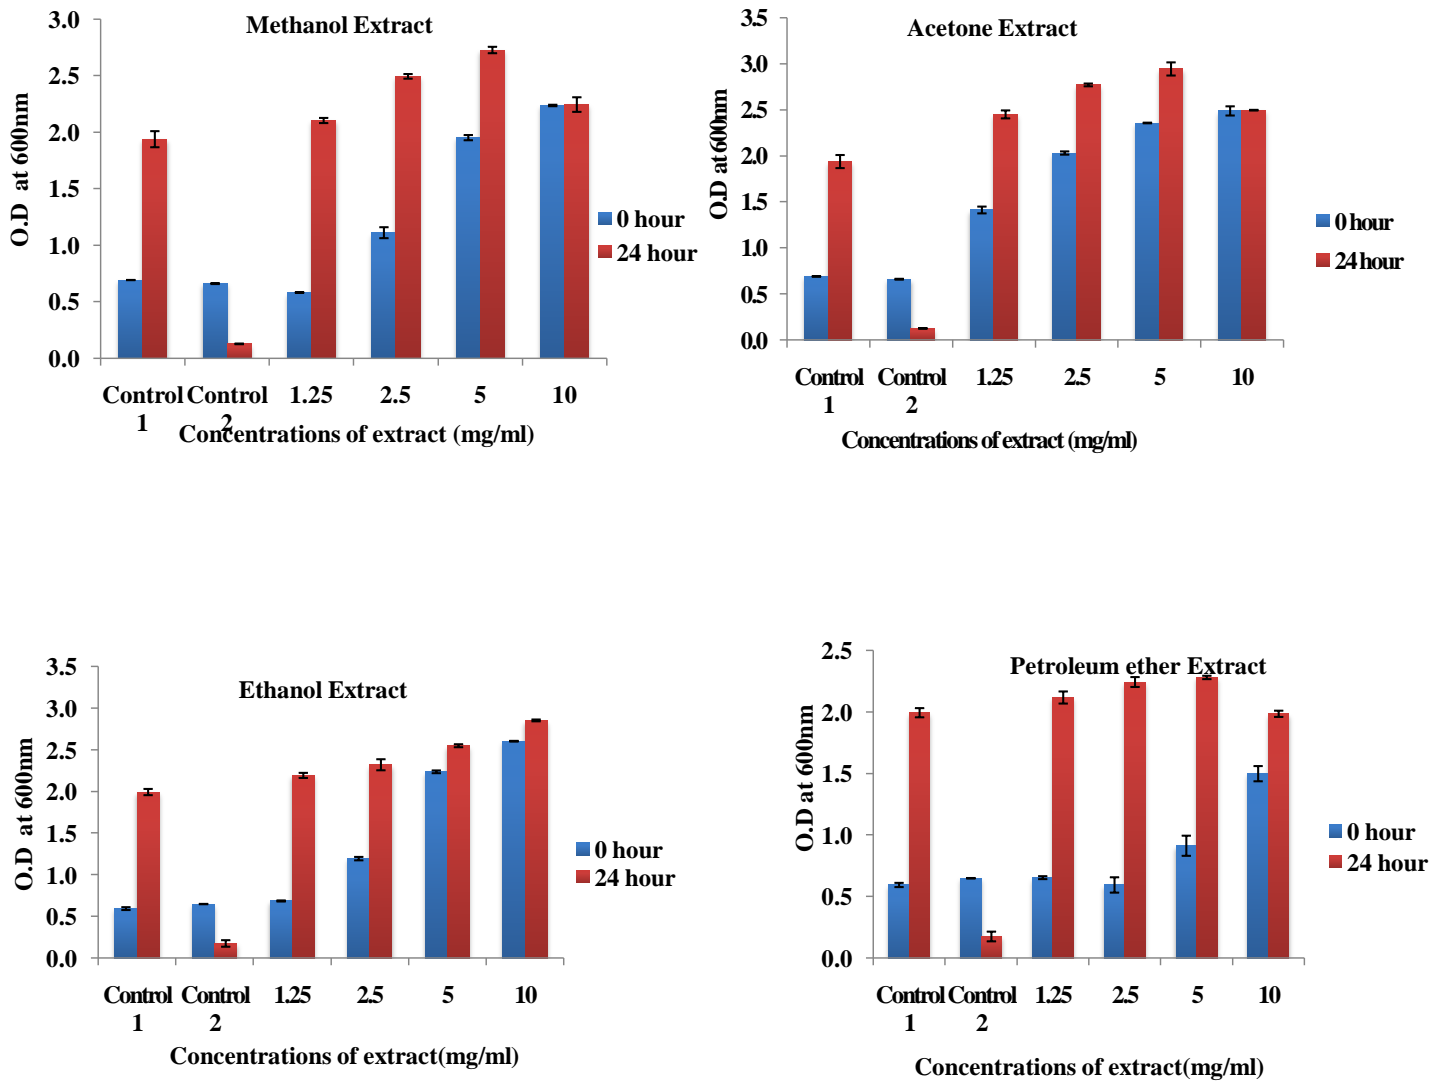 Methanol Extract
O.D at 600nm
3.0
2.5
2.0
1.5
1.0
0.5
0.0
Control Control 1.25 2.5 5 10
1 2
Concentrations of extract (mg/ml)
0 hour
24 hour
Acetone Extract
O.D at600nm
3.5
3.0
2.5
2.0
1.5
1.0
0.5
0.0
Control Control 1.25 2.5 5 10
1 2
Concentrations of extract (mg/ml)
0 hour
24 hour
Ethanol Extract
O.D at 600nm
3.5
3.0
2.5
2.0
1.5
1.0
0.5
0.0
Control Control 1.25 2.5 5 10
1 2
Concentrations of extract(mg/ml)
0 hour
24 hour
Petroleum ether Extract
O.D at 600nm
2.5
2.0
1.5
1.0
0.5
0.0
Control Control 1.25 2.5 5 10
1 2
Concentrations of extract(mg/ml)
0 hour
24 hour